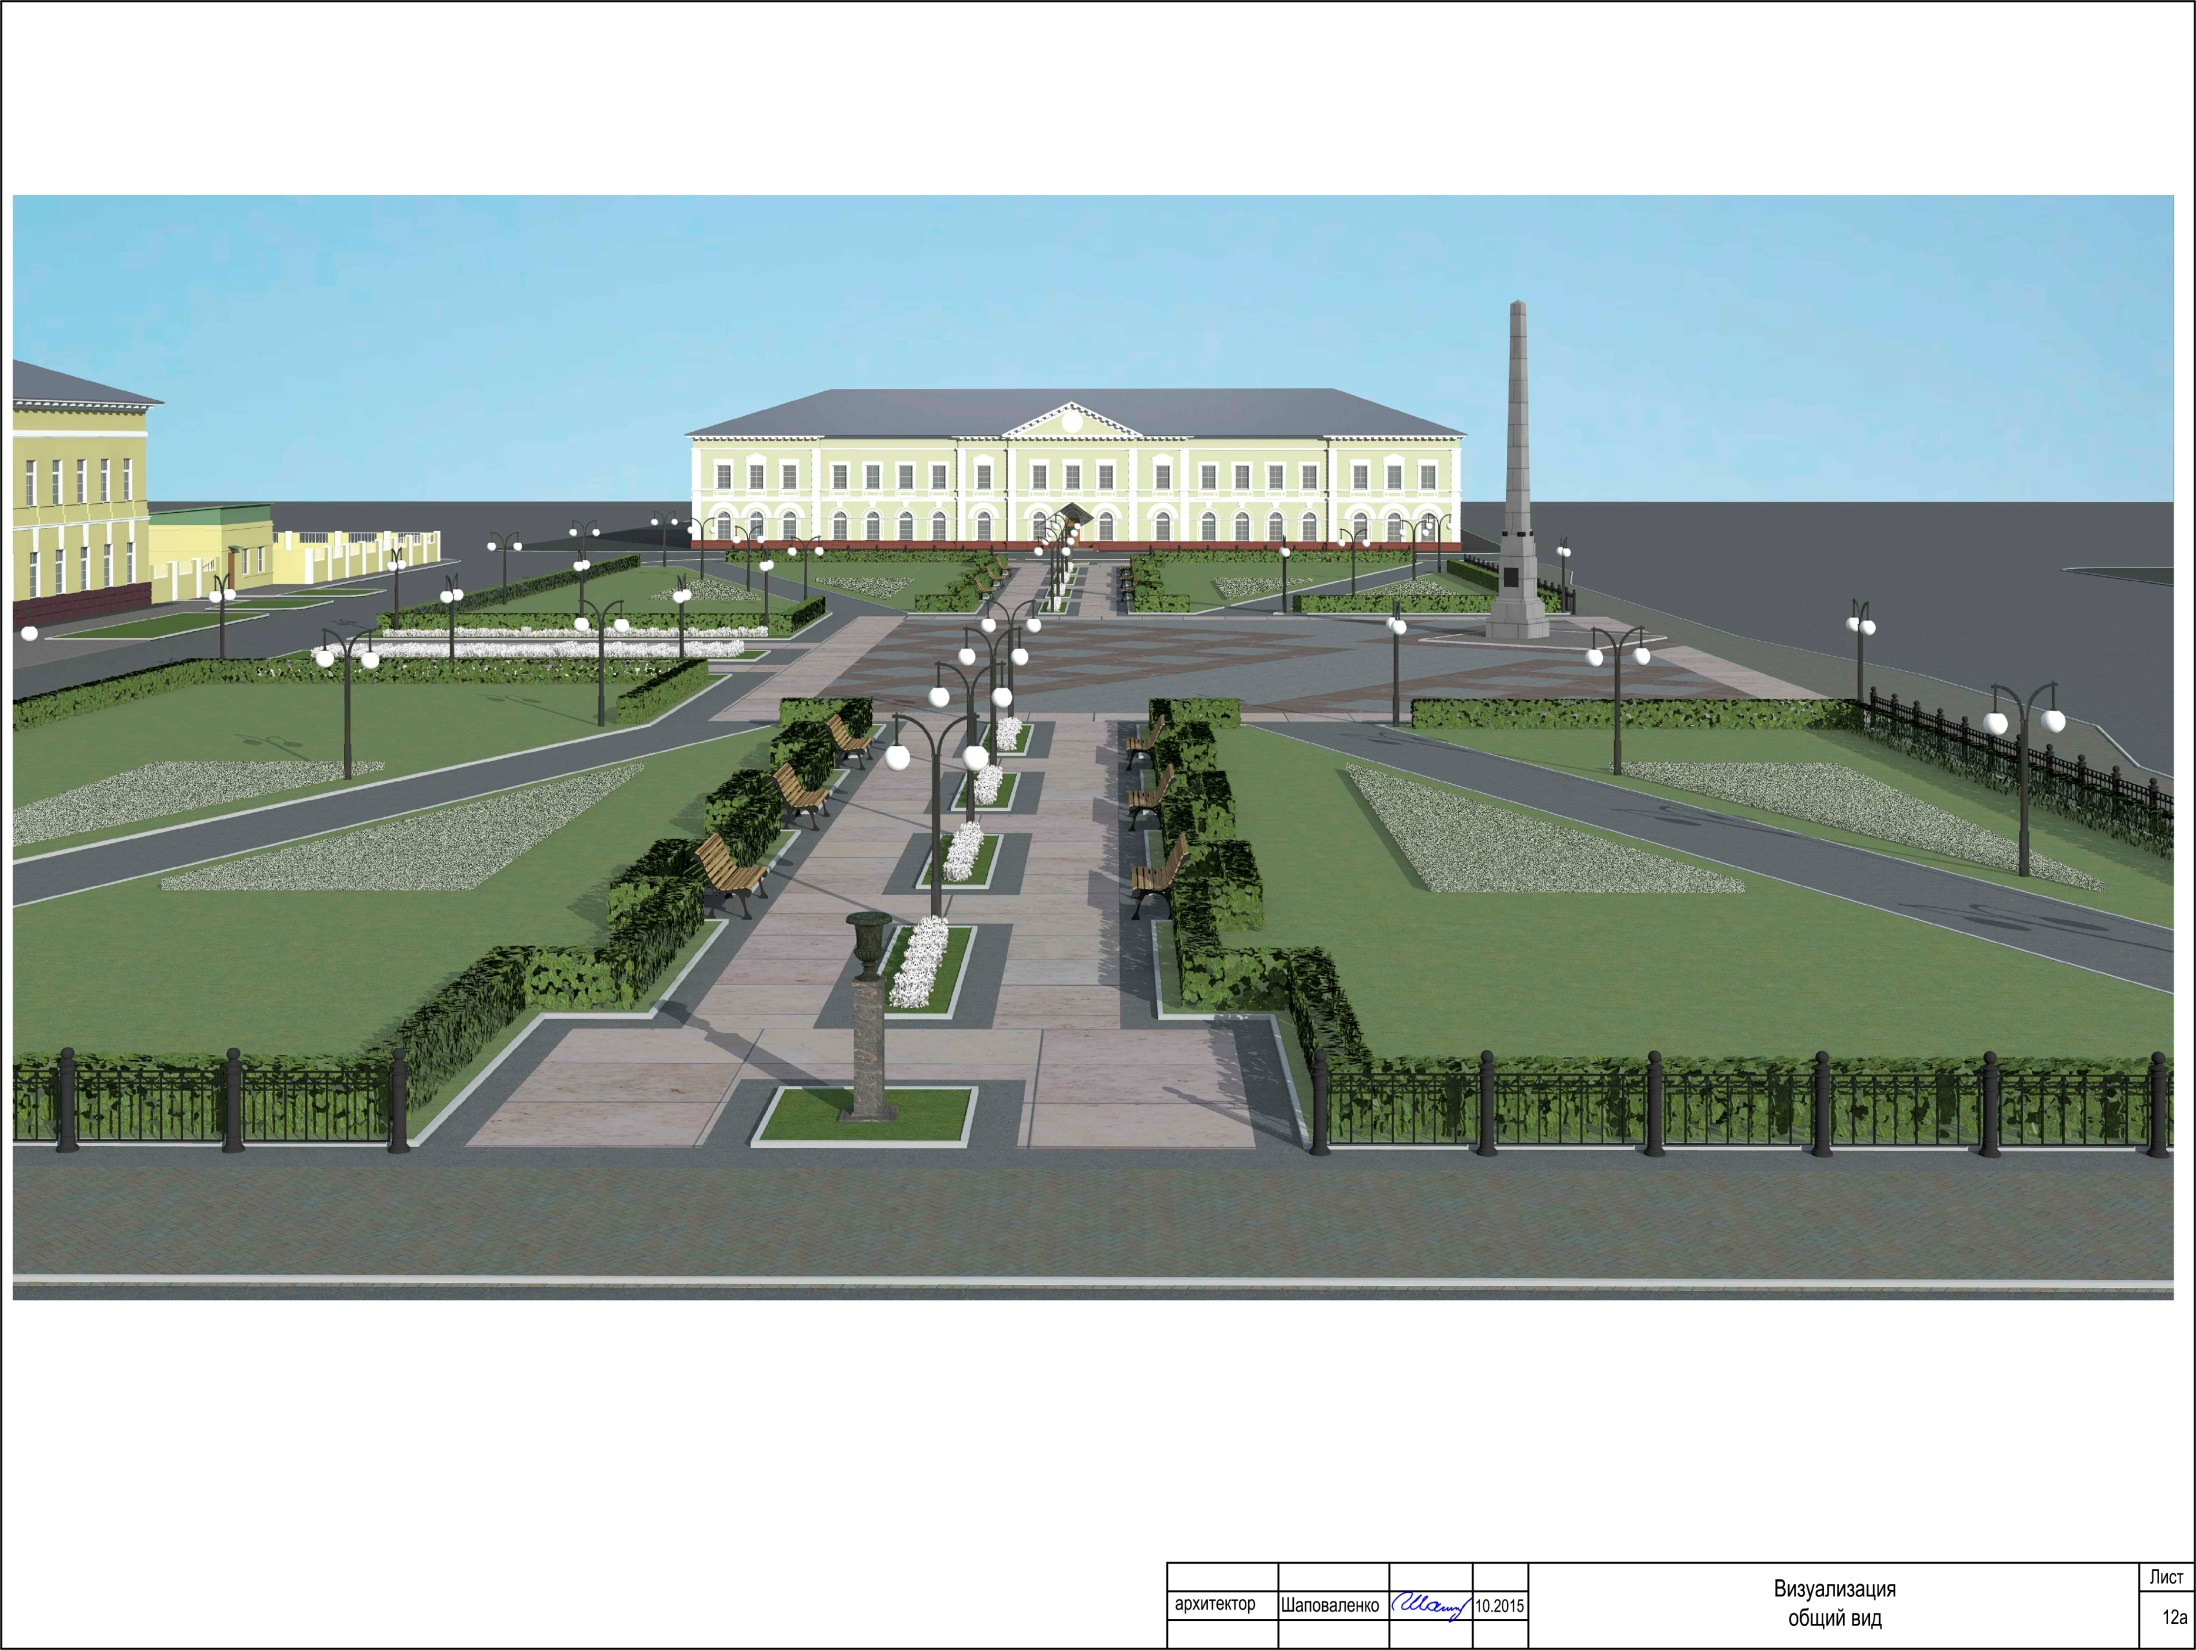 архитектор Шаповаленко 10.2015
Визуализация
общий вид
Лист
12а